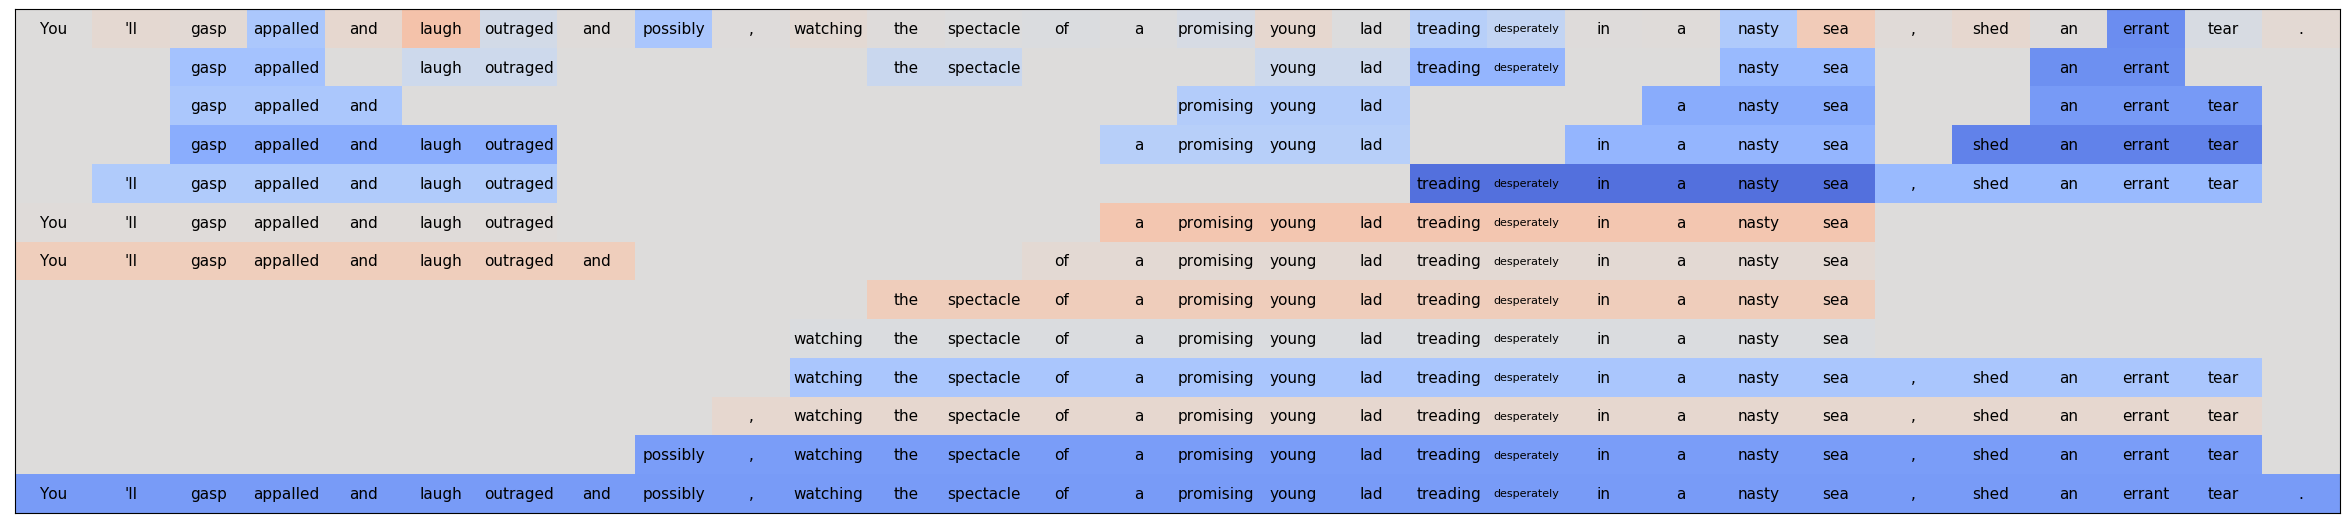 You 'll gasp appalled and laugh outraged and possibly , watching the spectacle of a promising young lad treading desperately in a nasty sea , shed an errant tear .
gasp appalled laugh outraged the spectacle young lad treading desperately nasty sea an errant
gasp appalled and promising young lad a nasty sea an errant tear
gasp appalled and laugh outraged a promising young lad in a nasty sea shed an errant tear
'll gasp appalled and laugh outraged treading desperately in a nasty sea , shed an errant tear
You 'll gasp appalled and laugh outraged a promising young lad treading desperately in a nasty sea
You 'll gasp appalled and laugh outraged and of a promising young lad treading desperately in a nasty sea
the spectacle of a promising young lad treading desperately in a nasty sea
watching the spectacle of a promising young lad treading desperately in a nasty sea
watching the spectacle of a promising young lad treading desperately in a nasty sea , shed an errant tear
, watching the spectacle of a promising young lad treading desperately in a nasty sea , shed an errant tear
possibly , watching the spectacle of a promising young lad treading desperately in a nasty sea , shed an errant tear
You 'll gasp appalled and laugh outraged and possibly , watching the spectacle of a promising young lad treading desperately in a nasty sea , shed an errant tear .